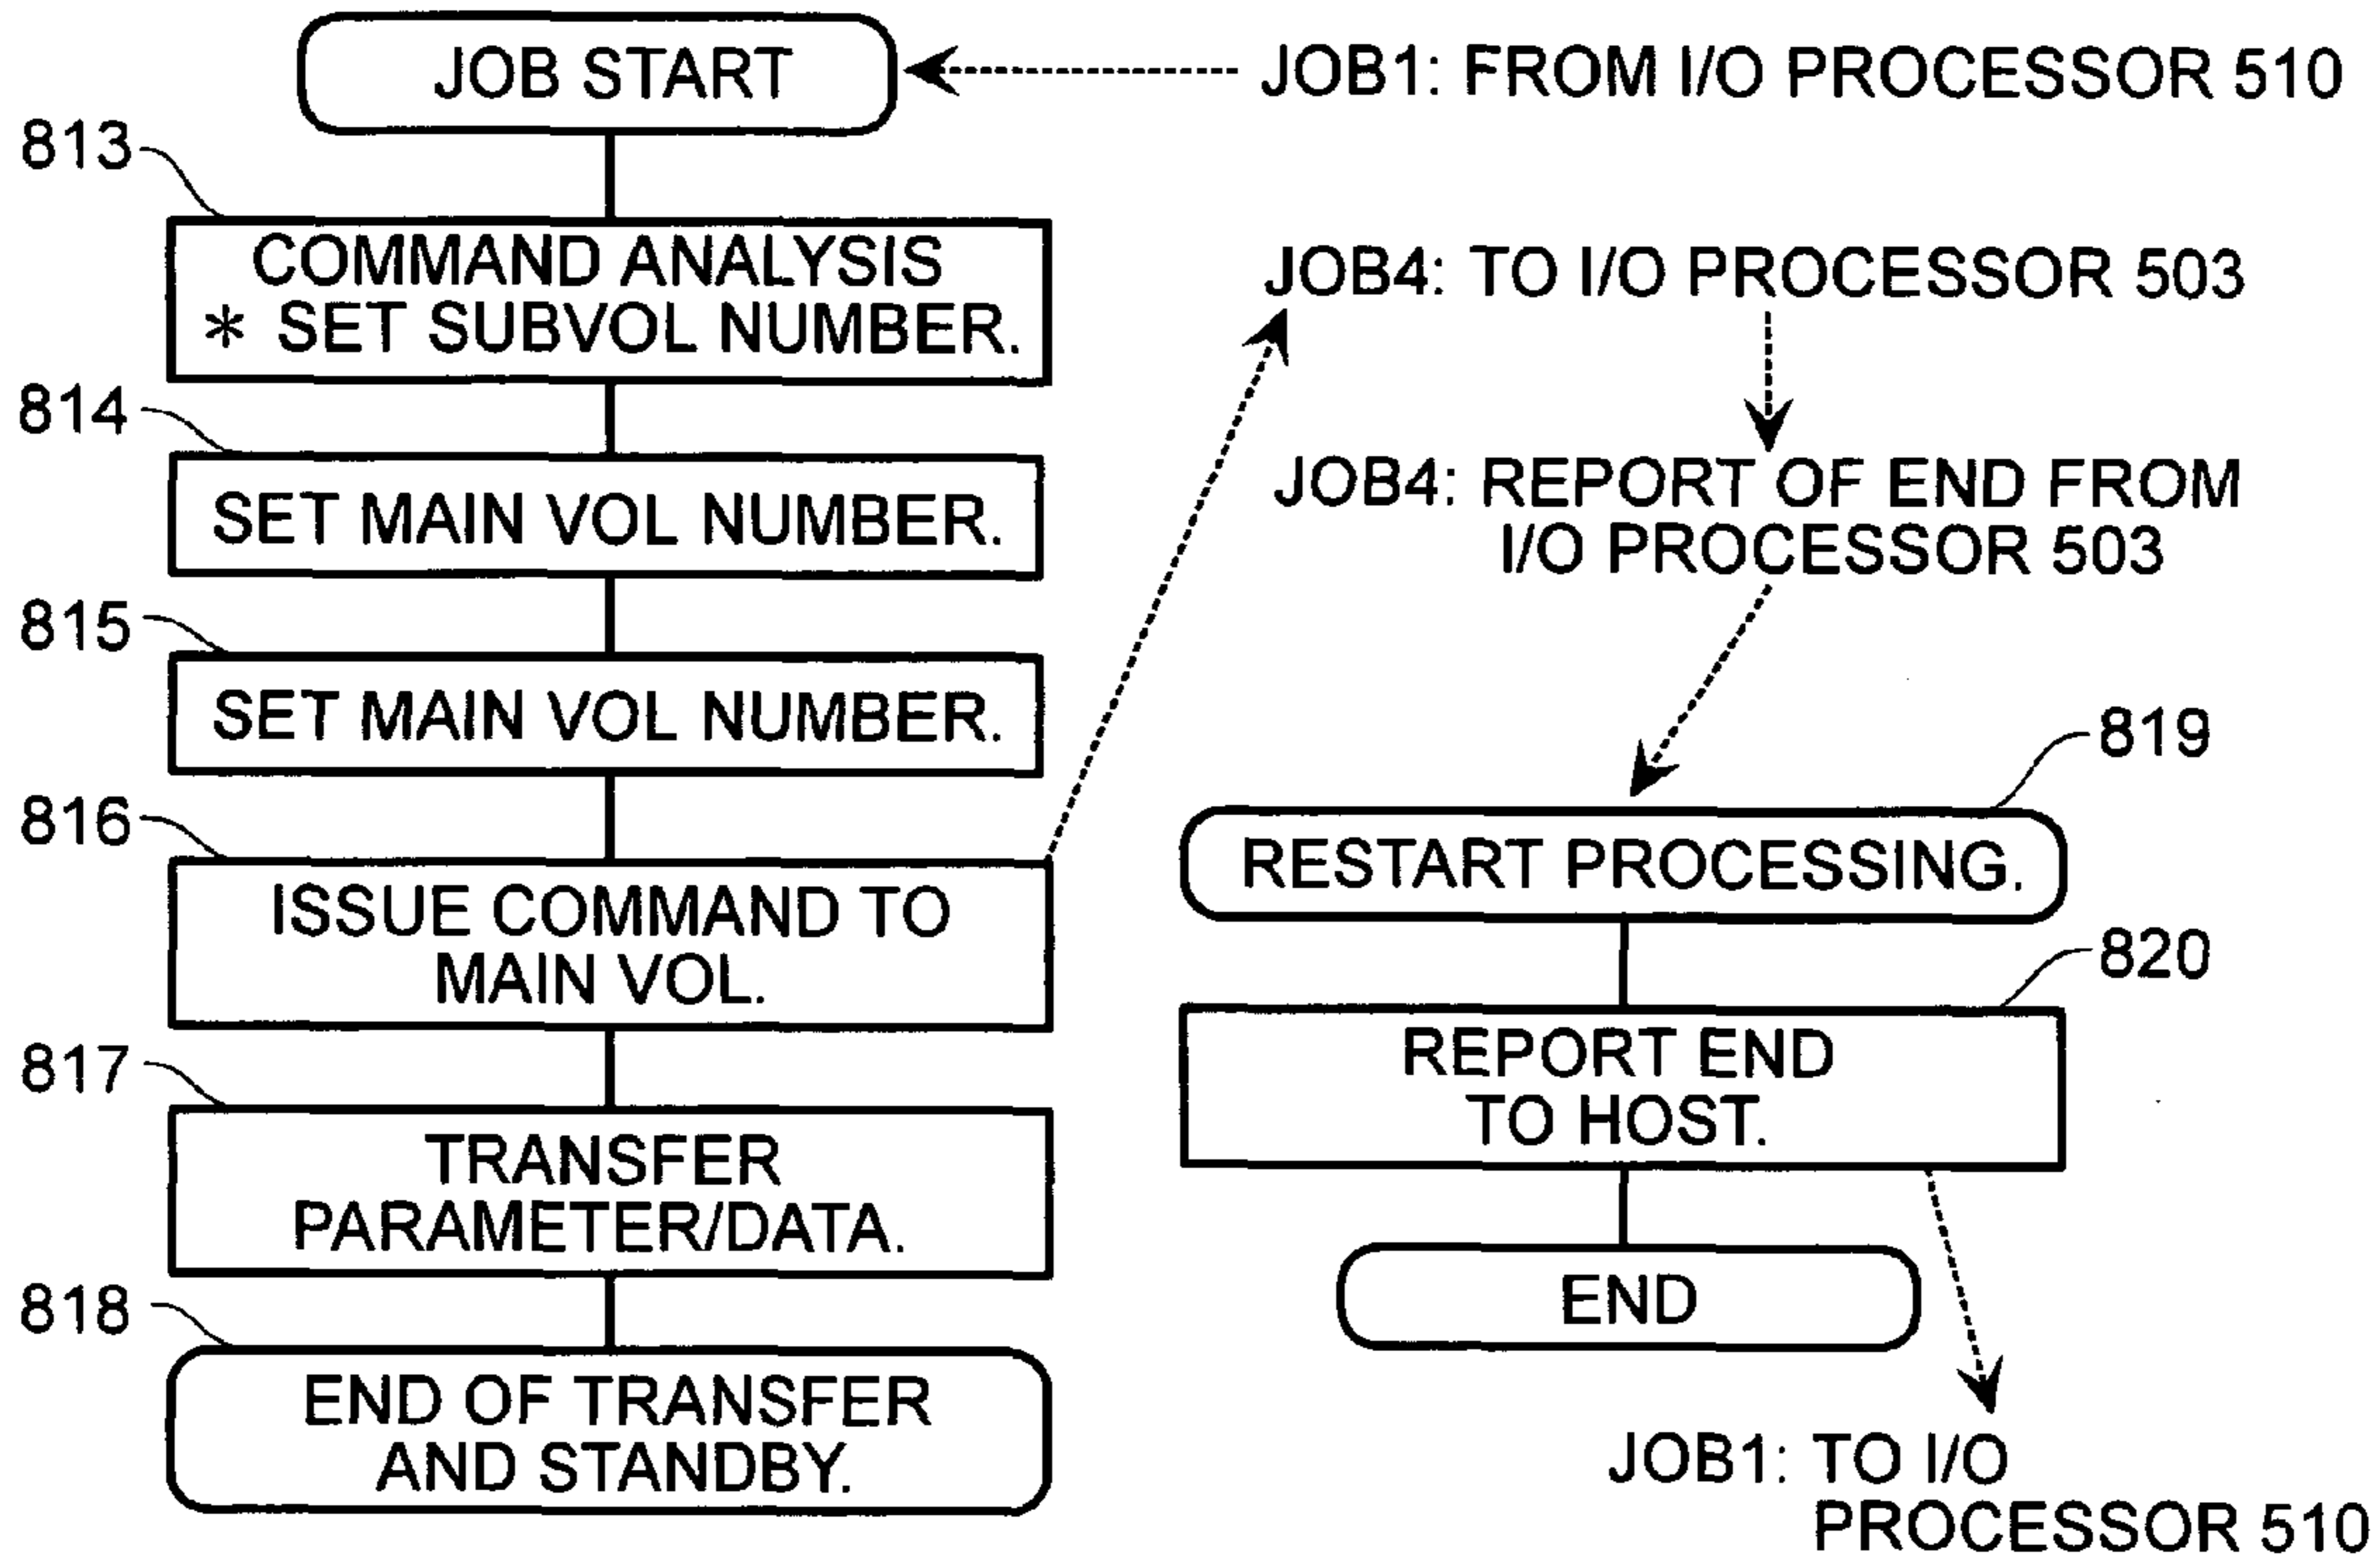 JOB START
JOB1: FROM I/O PROCESSOR 510
813
COMMAND ANALYSIS
* SET SUBVOL NUMBER.
814
SET MAIN VOL NUMBER.
815
SET MAIN VOL NUMBER.
816
ISSUE COMMAND TO
MAIN VOL.
817
TRANSFER
PARAMETER/DATA.
818
END OF TRANSFER
AND STANDBY.
JOB4: TO I/O PROCESSOR 503
JOB4: REPORT OF END FROM
I/O PROCESSOR 503
819
RESTART PROCESSING.
820
REPORT END
TO HOST.
END
JOB1: TO I/O
PROCESSOR 510